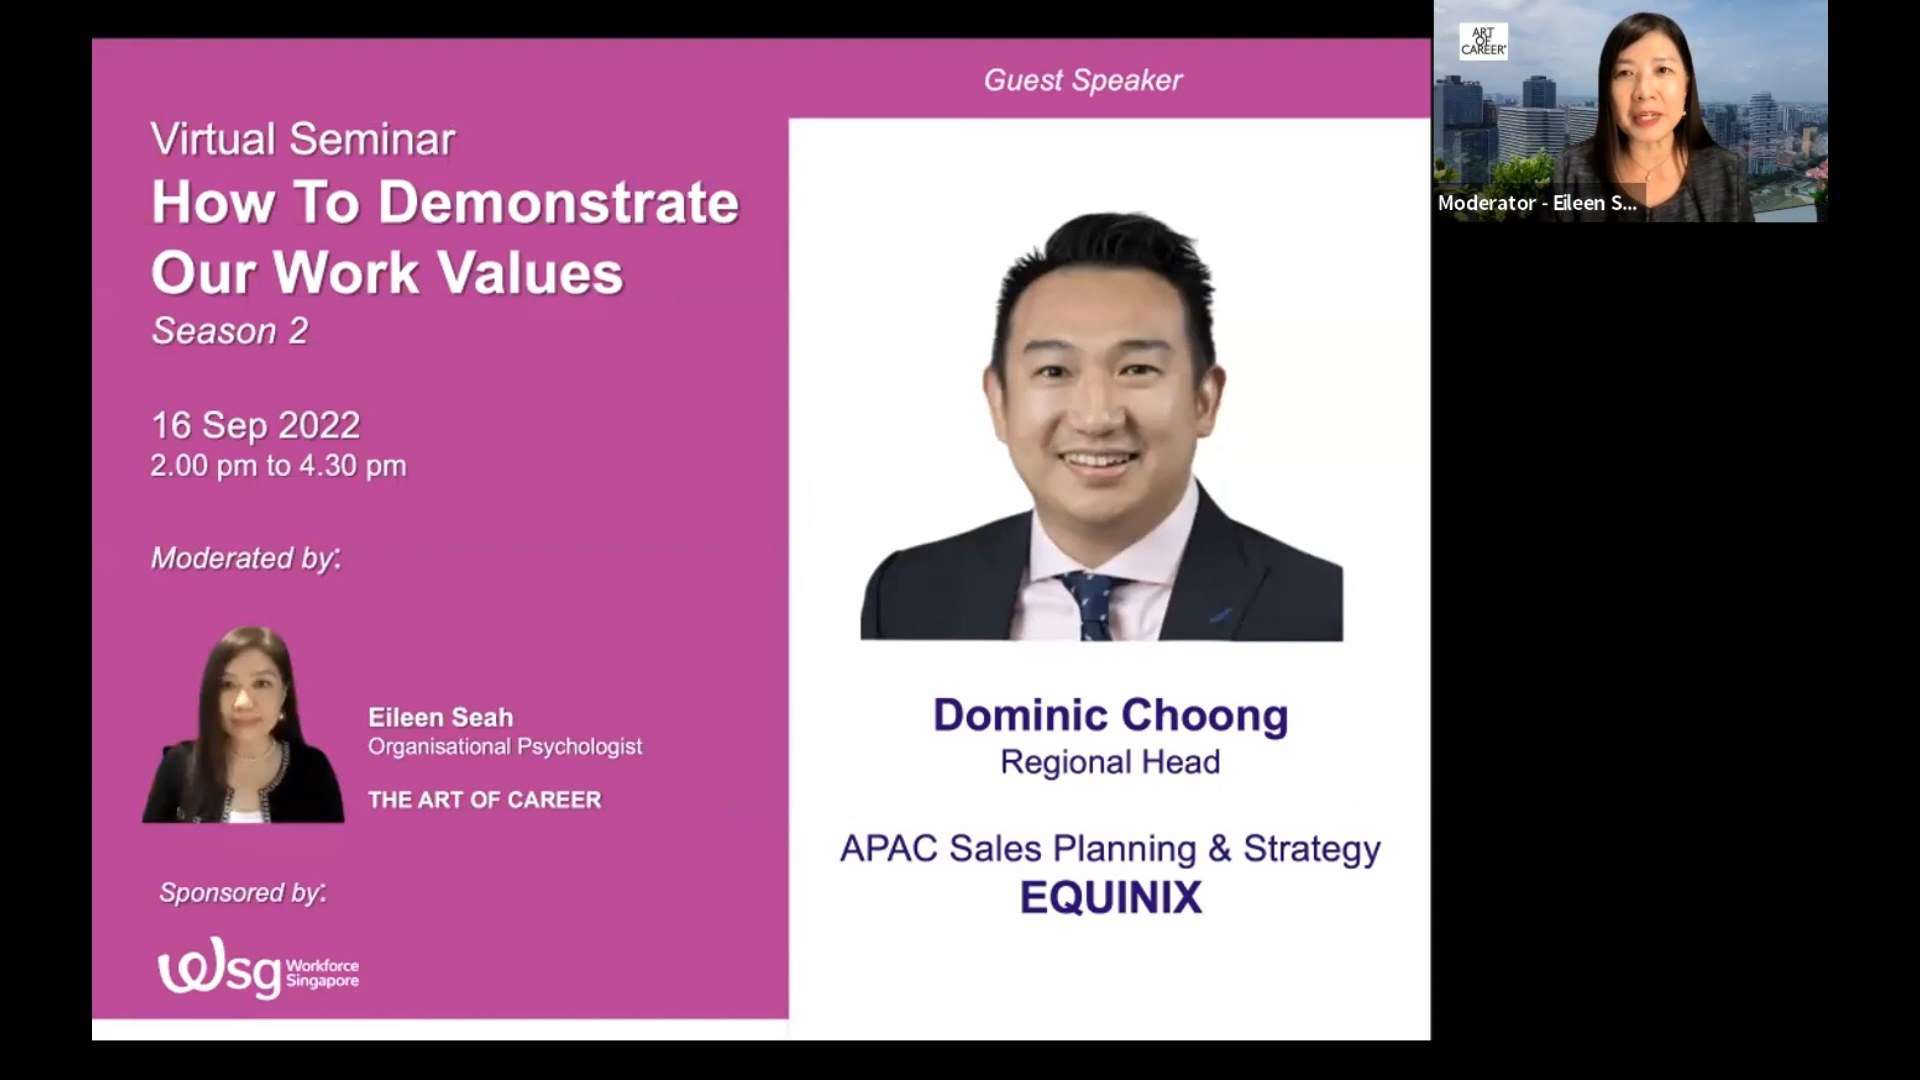 Virtual Seminar
How To Demonstrate
Our Work Values
Season 2
16 Sep 2022
2.00 pm to 4.30 pm
Moderated by:
Eileen Seah
Organisational Psychologist
THE ART OF CAREER
Sponsored by:
wsg Workforce
Singapore
Guest Speaker
Dominic Choong
Regional Head
APAC Sales Planning & Strategy
EQUINIX
ART
OF
CAREER
Moderator - Eileen S...